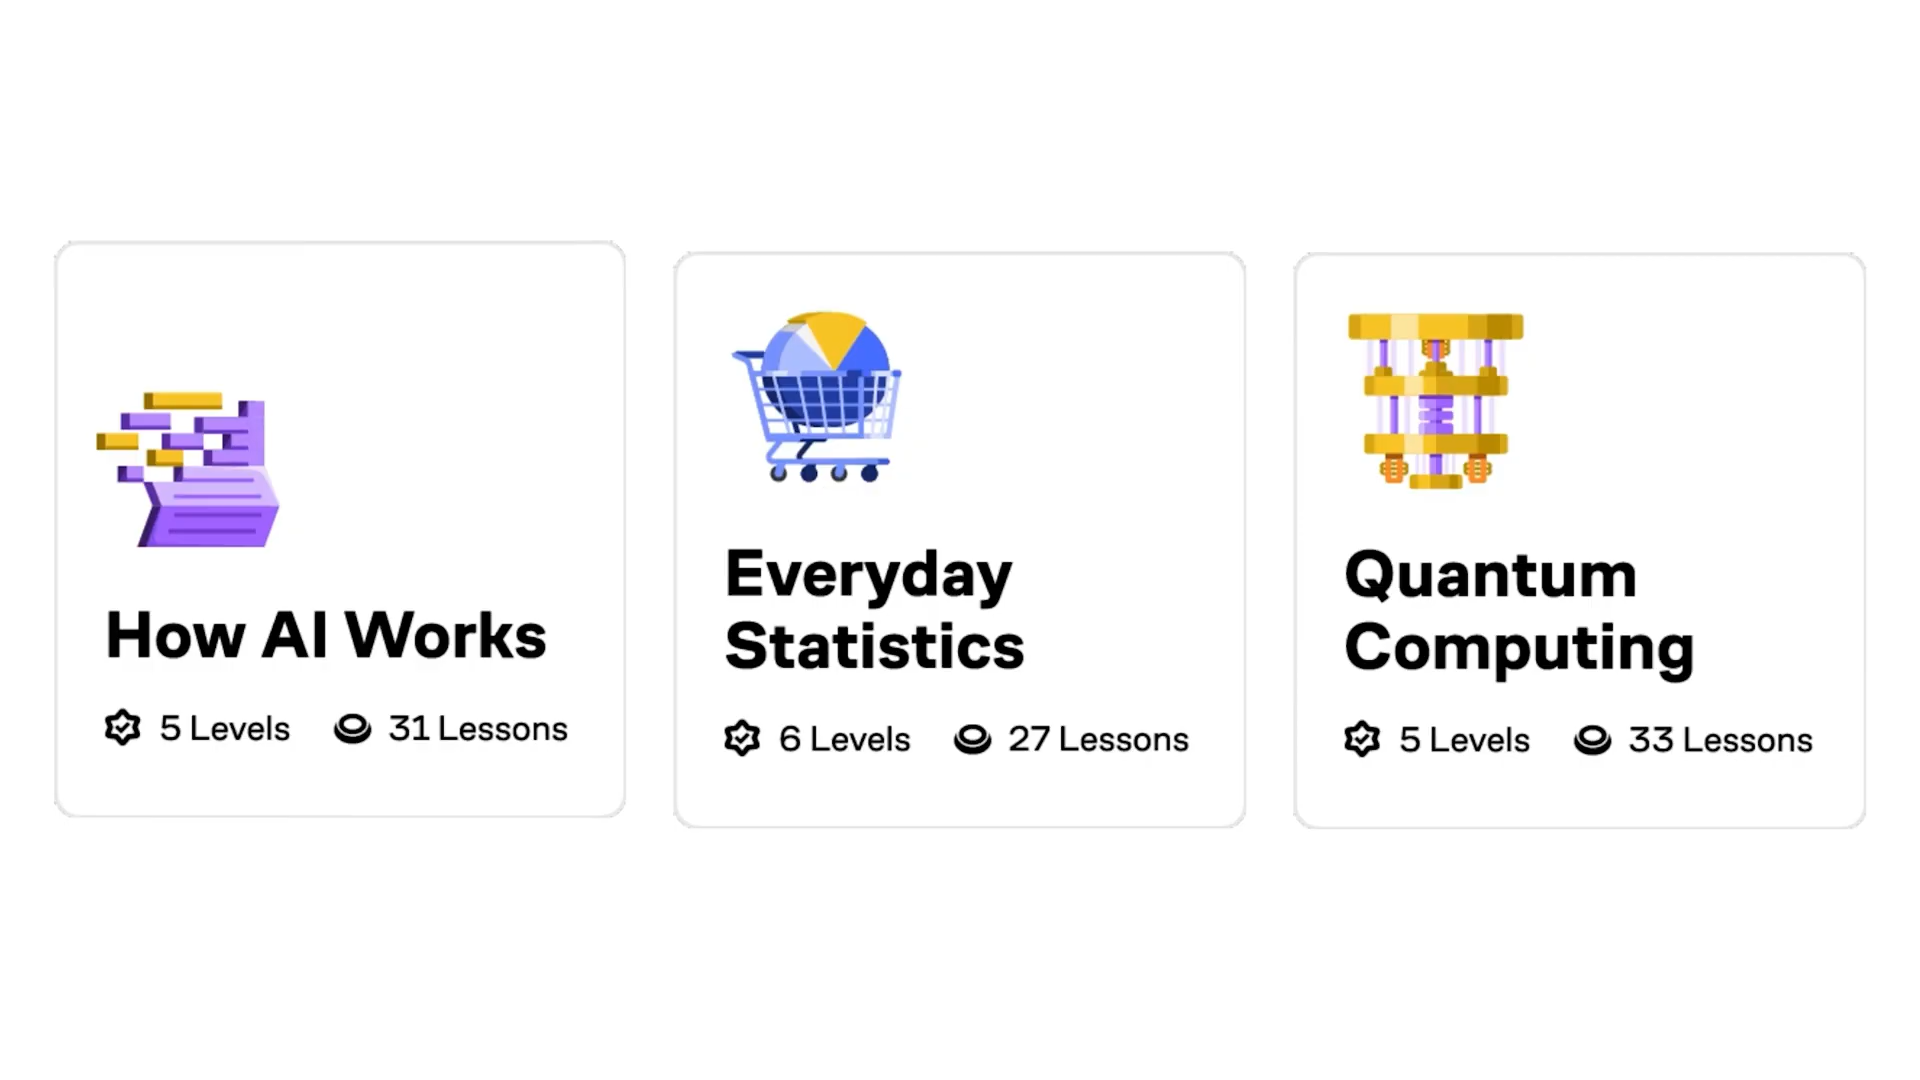 How AI Works
5 Levels
31 Lessons
Everyday
Statistics
6 Levels
27 Lessons
Quantum
Computing
5 Levels
33 Lessons